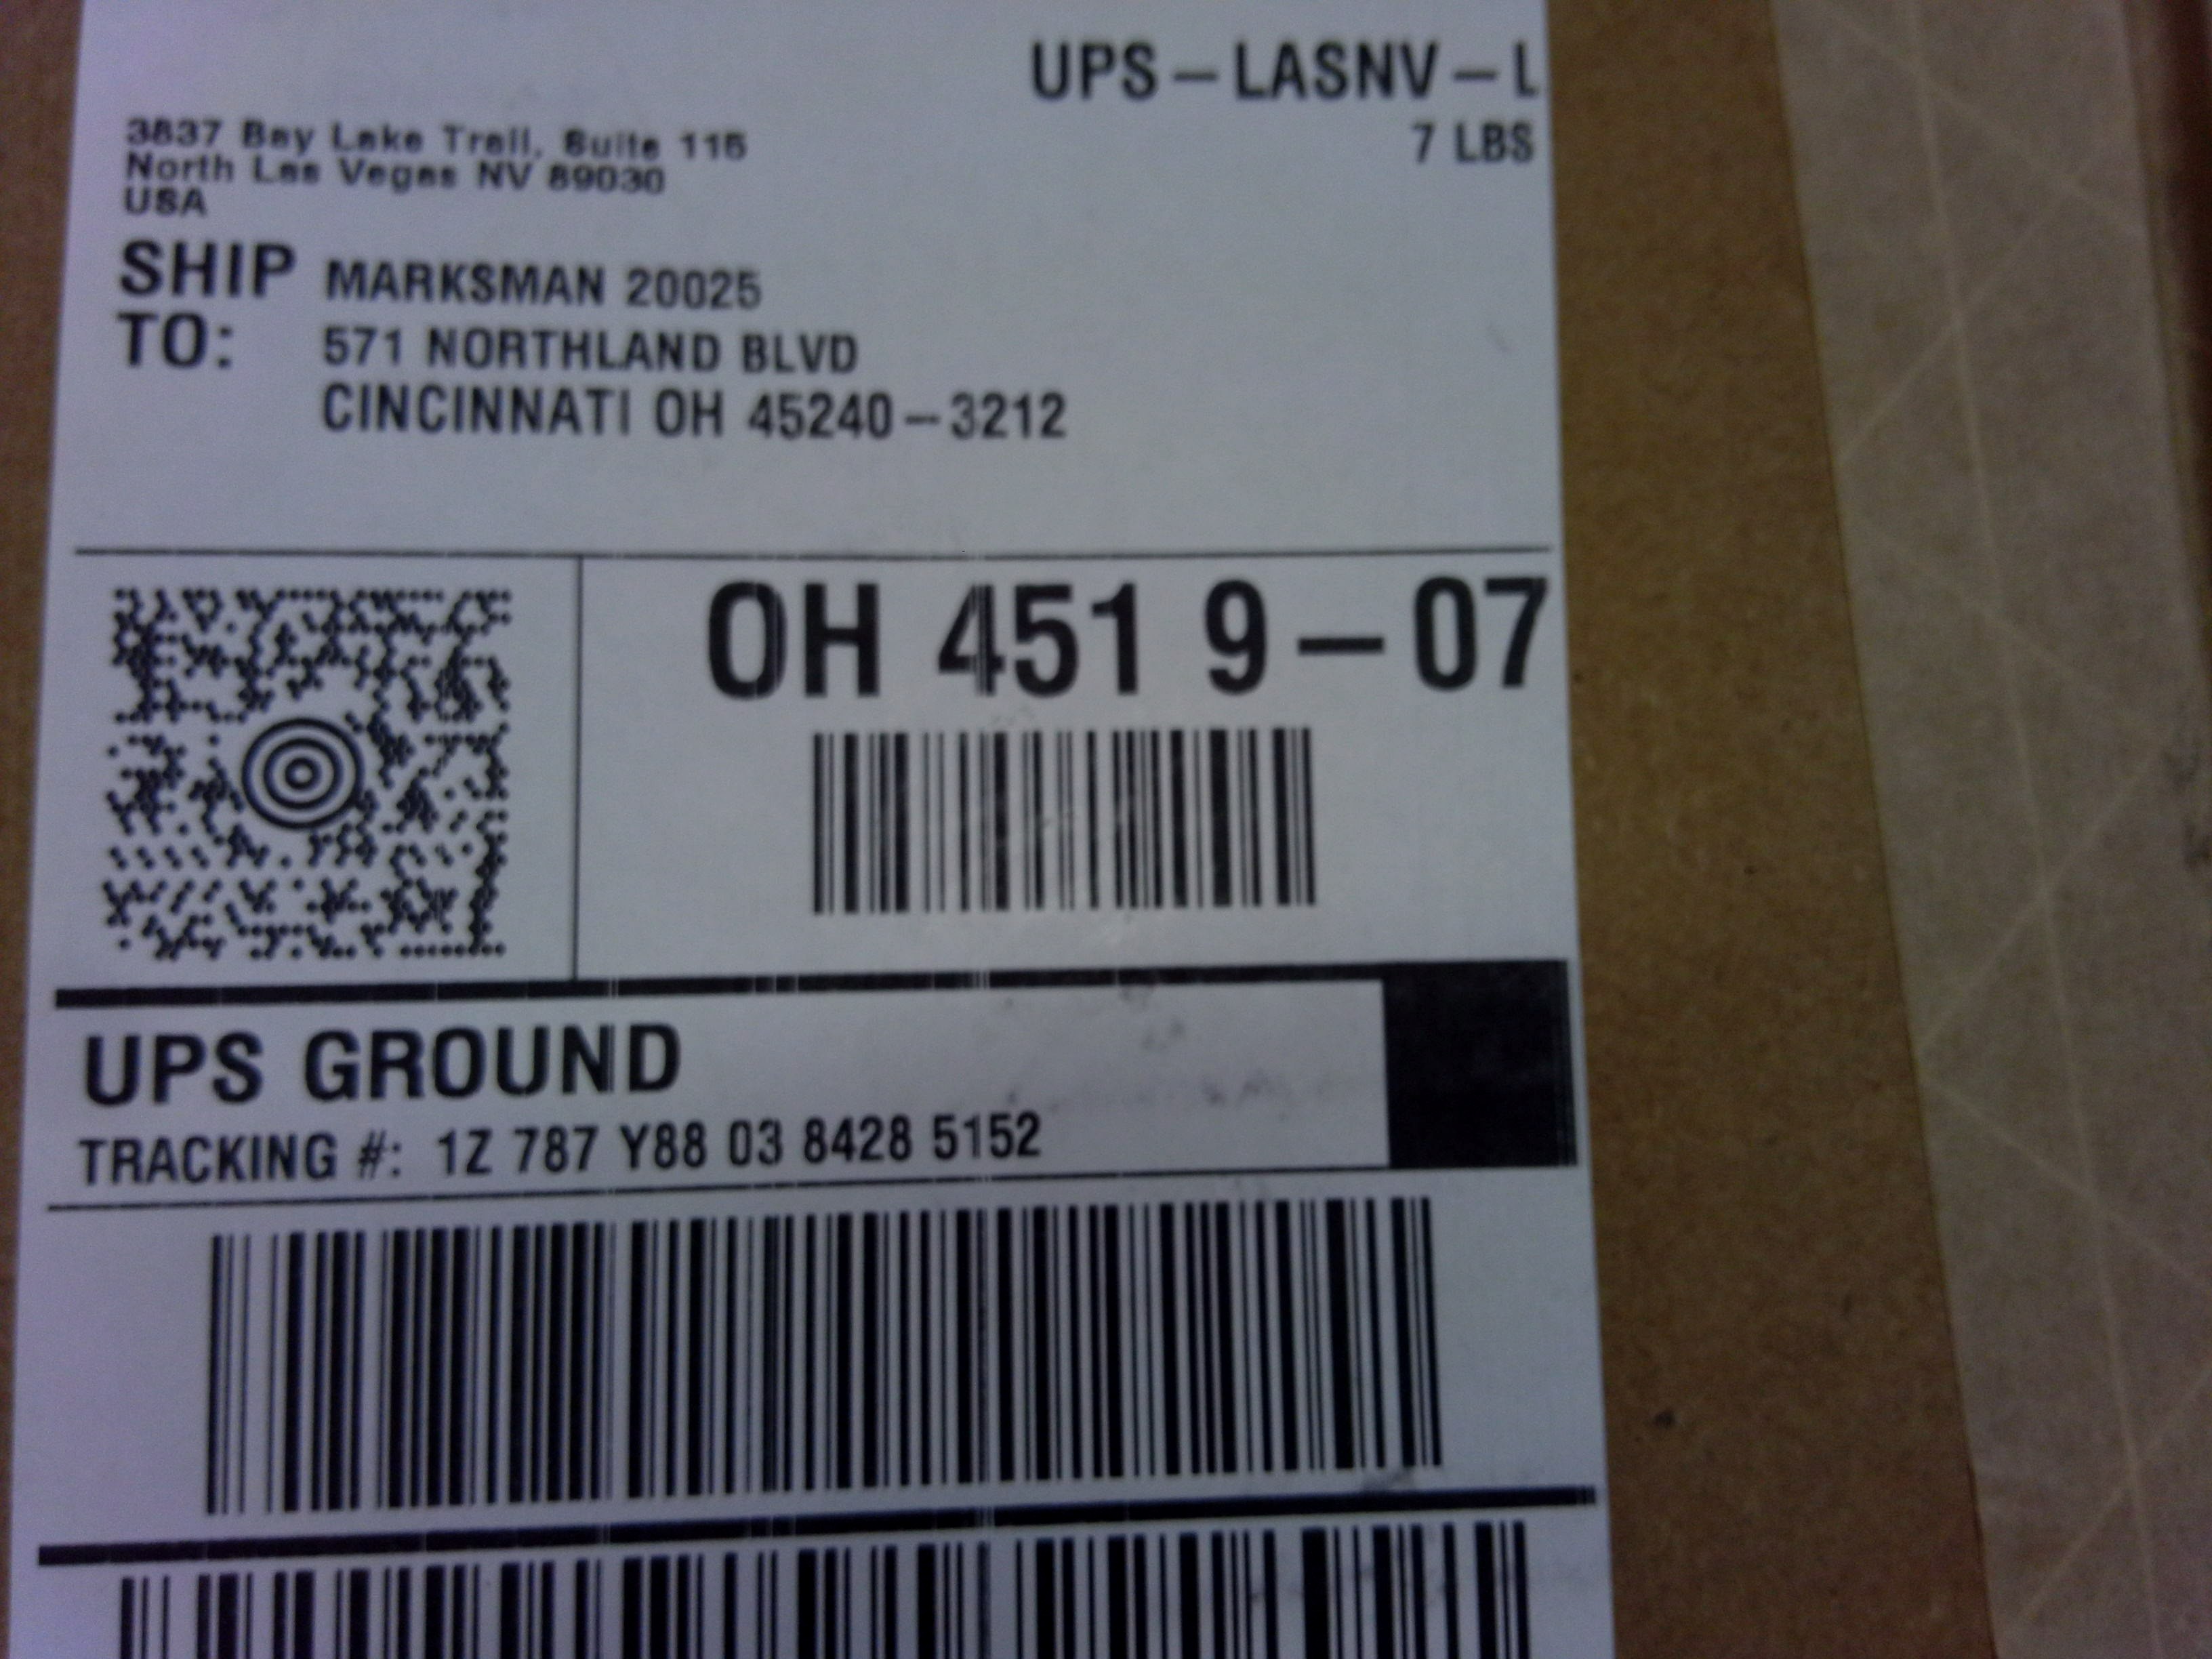 UPS – LASNV – L
7 LBS
3837 Bay Lake Trail, Suite 115
North Las Vegas NV 89030
USA
SHIP TO:
MARKSMAN 20025
571 NORTHLAND BLVD
CINCINNATI OH 45240–3212
OH 451 9–07
UPS GROUND
TRACKING #: 1Z 787 Y88 03 8428 5152